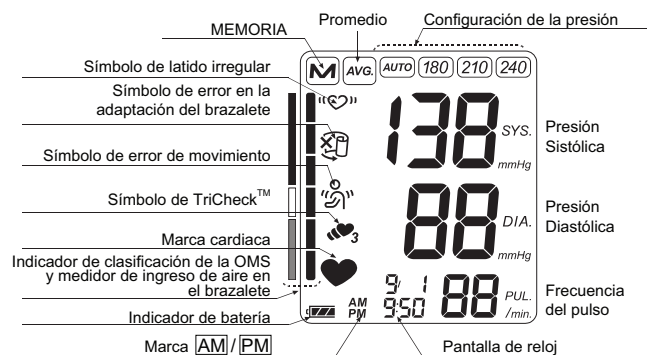 Promedio
Configuración de la presión
MEMORIA
M AVG. AUTO 180 210 240
Símbolo de latido irregular
Símbolo de error en la
adaptación del brazalete
138 SYS.
mmHg
Presión
Sistólica
Símbolo de error de movimiento
Símbolo de TriCheck™
3
88 DIA.
mmHg
Presión
Diastólica
Marca cardiaca
Indicador de clasificación de la OMS
y medidor de ingreso de aire en
el brazalete
Indicador de batería
9/ 1
AM
PM 9:50
88 PUL.
/min.
Frecuencia
del pulso
Marca AM / PM
Pantalla de reloj